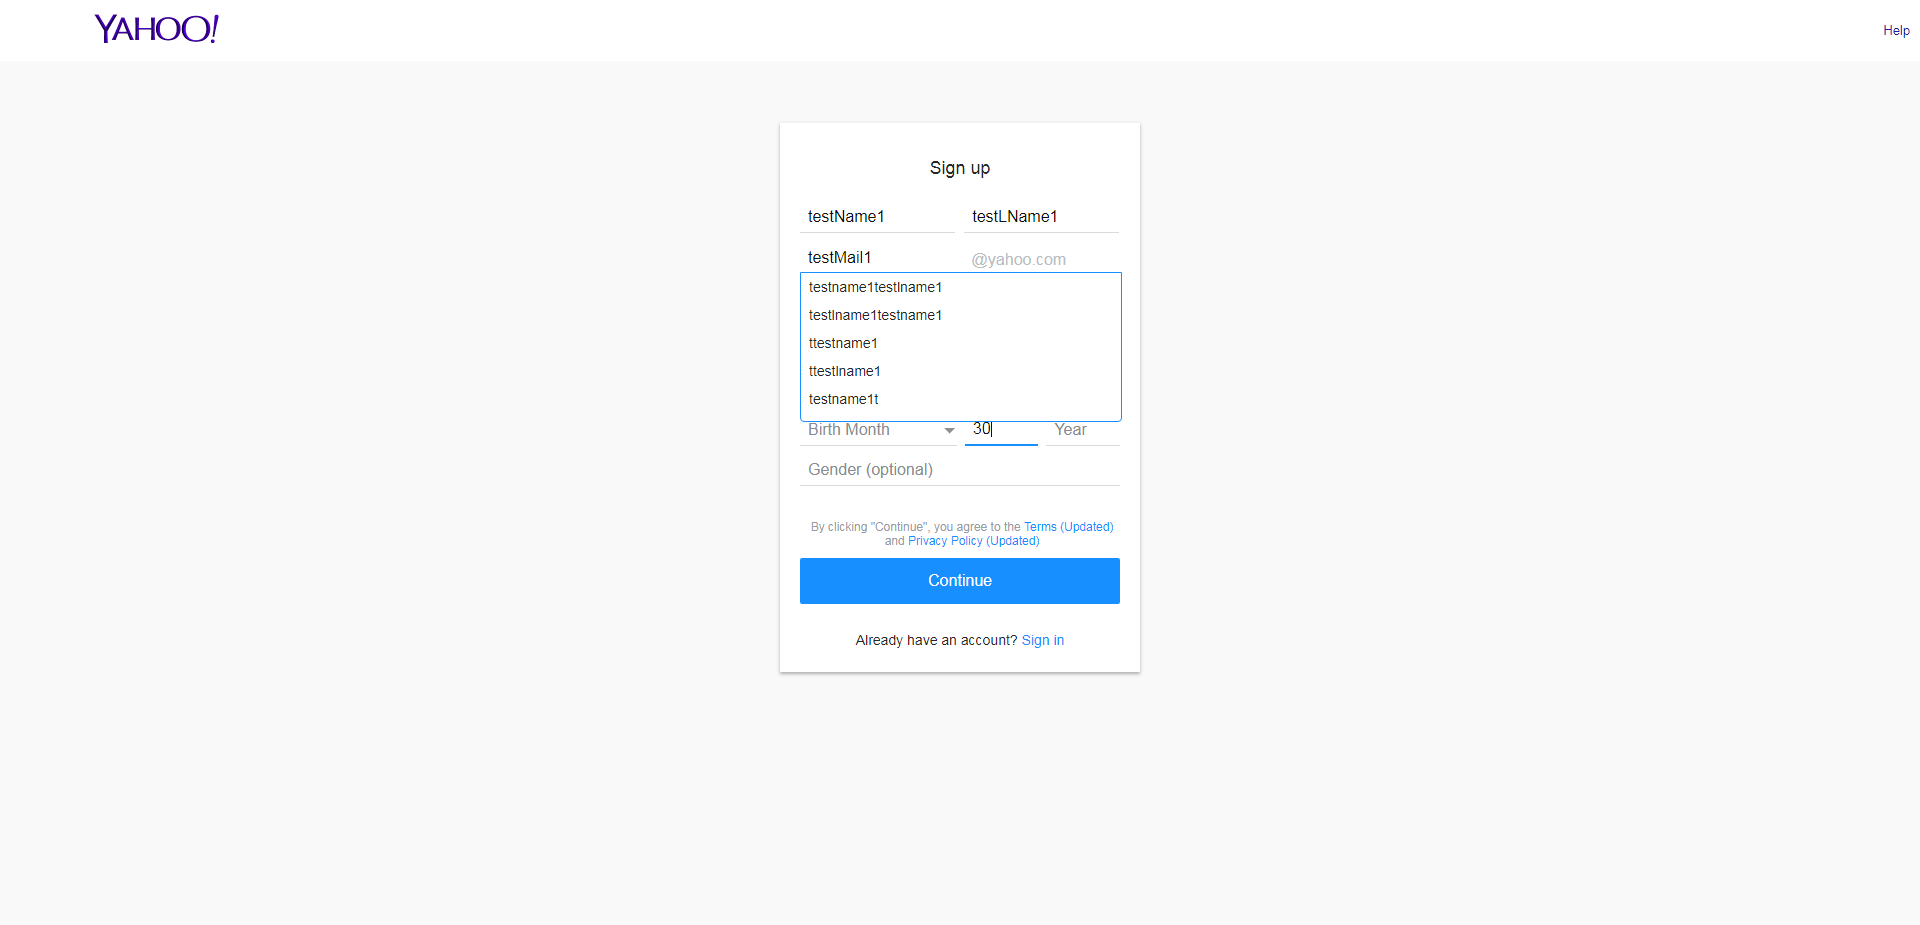 YAHOO!
Help
Sign up
testName1 testLName1
testMail1 @yahoo.com
testname1testlname1
testlname1testname1
ttestname1
ttestlname1
testname1t
Birth Month 30 Year
Gender (optional)
By clicking "Continue", you agree to the Terms (Updated)
and Privacy Policy (Updated)
Continue
Already have an account? Sign in